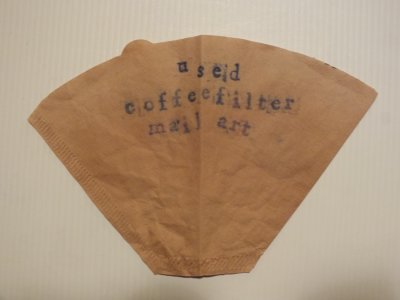 used
coffeefilter
mail art